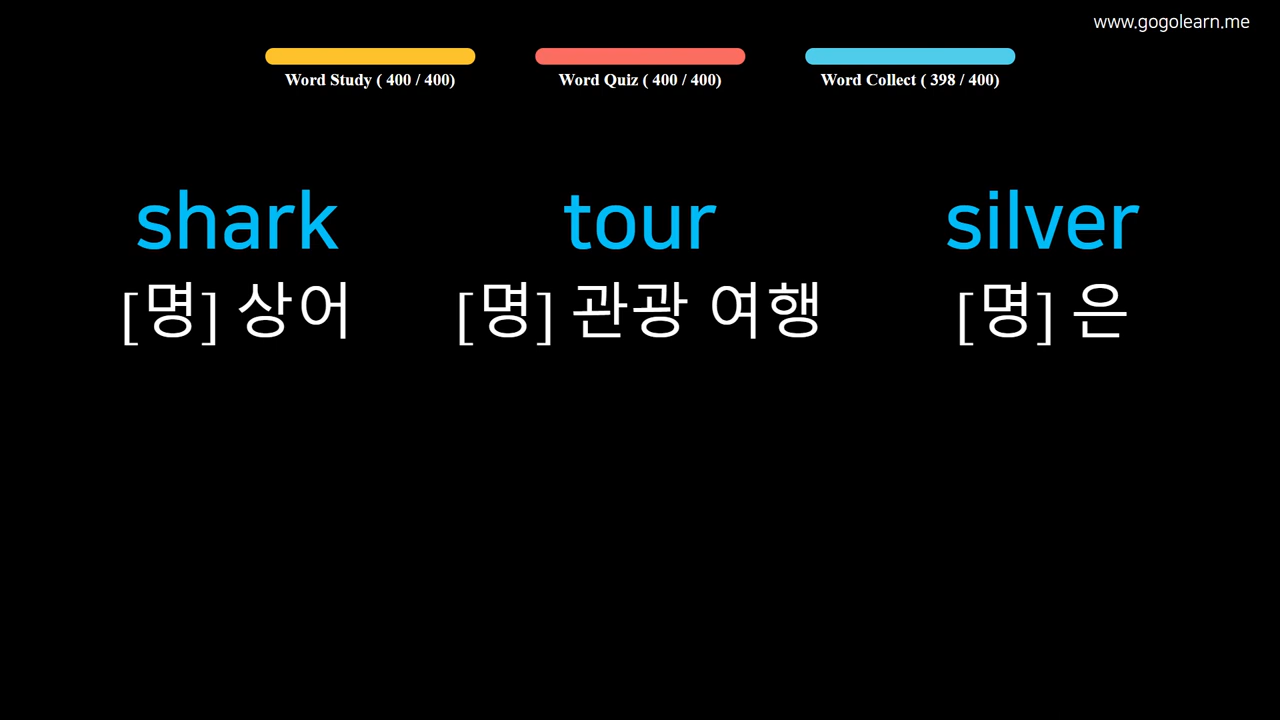 www.gogolearn.me
Word Study ( 400 / 400)
Word Quiz ( 400 / 400)
Word Collect ( 398 / 400)
shark
[명] 상어
tour
[명] 관광 여행
silver
[명] 은